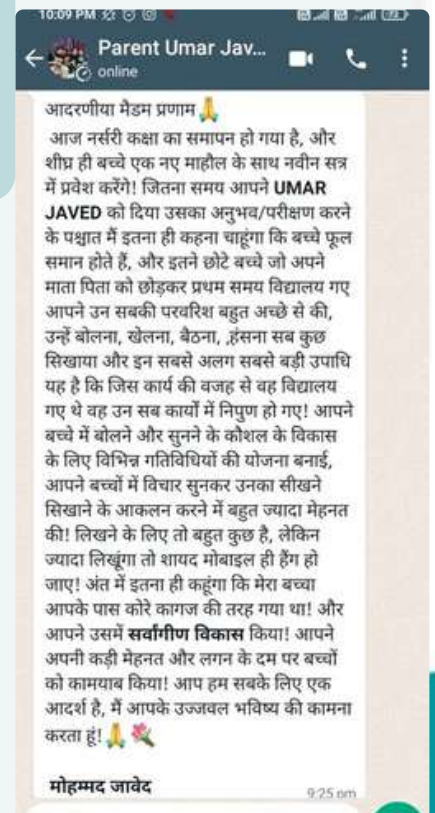 10:09 PM
Parent Umar Jav...
online
आदरणीया मैडम प्रणाम🙏
आज नर्सरी कक्षा का समापन हो गया है, और
शीघ्र ही बच्चे एक नए माहौल के साथ नवीन सत्र
में प्रवेश करेंगे! जितना समय आपने UMAR
JAVED को दिया उसका अनुभव/परीक्षण करने
के पश्चात मैं इतना ही कहना चाहूंगा कि बच्चे फूल
समान होते हैं, और इतने छोटे बच्चे जो अपने
माता पिता को छोड़कर प्रथम समय विद्यालय गए
आपने उन सबकी परवरिश बहुत अच्छे से की,
उन्हें बोलना, खेलना, बैठना, ,हंसना सब कुछ
सिखाया और इन सबसे अलग सबसे बड़ी उपाधि
यह है कि जिस कार्य की वजह से वह विद्यालय
गए थे वह उन सब कार्यों में निपुण हो गए! आपने
बच्चे में बोलने और सुनने के कौशल के विकास
के लिए विभिन्न गतिविधियों की योजना बनाई,
आपने बच्चों में विचार सुनकर उनका सीखने
सिखाने के आकलन करने में बहुत ज्यादा मेहनत
की! लिखने के लिए तो बहुत कुछ है, लेकिन
ज्यादा लिखूंगा तो शायद मोबाइल ही हैंग हो
जाए! अंत में इतना ही कहूंगा कि मेरा बच्चा
आपके पास कोरे कागज की तरह गया था! और
आपने उसमें सर्वांगीण विकास किया! आपने
अपनी कड़ी मेहनत और लगन के दम पर बच्चों
को कामयाब किया! आप हम सबके लिए एक
आदर्श है, मैं आपके उज्जवल भविष्य की कामना
करता हूं!🙏🌷
मोहम्मद जावेद
9:25 pm